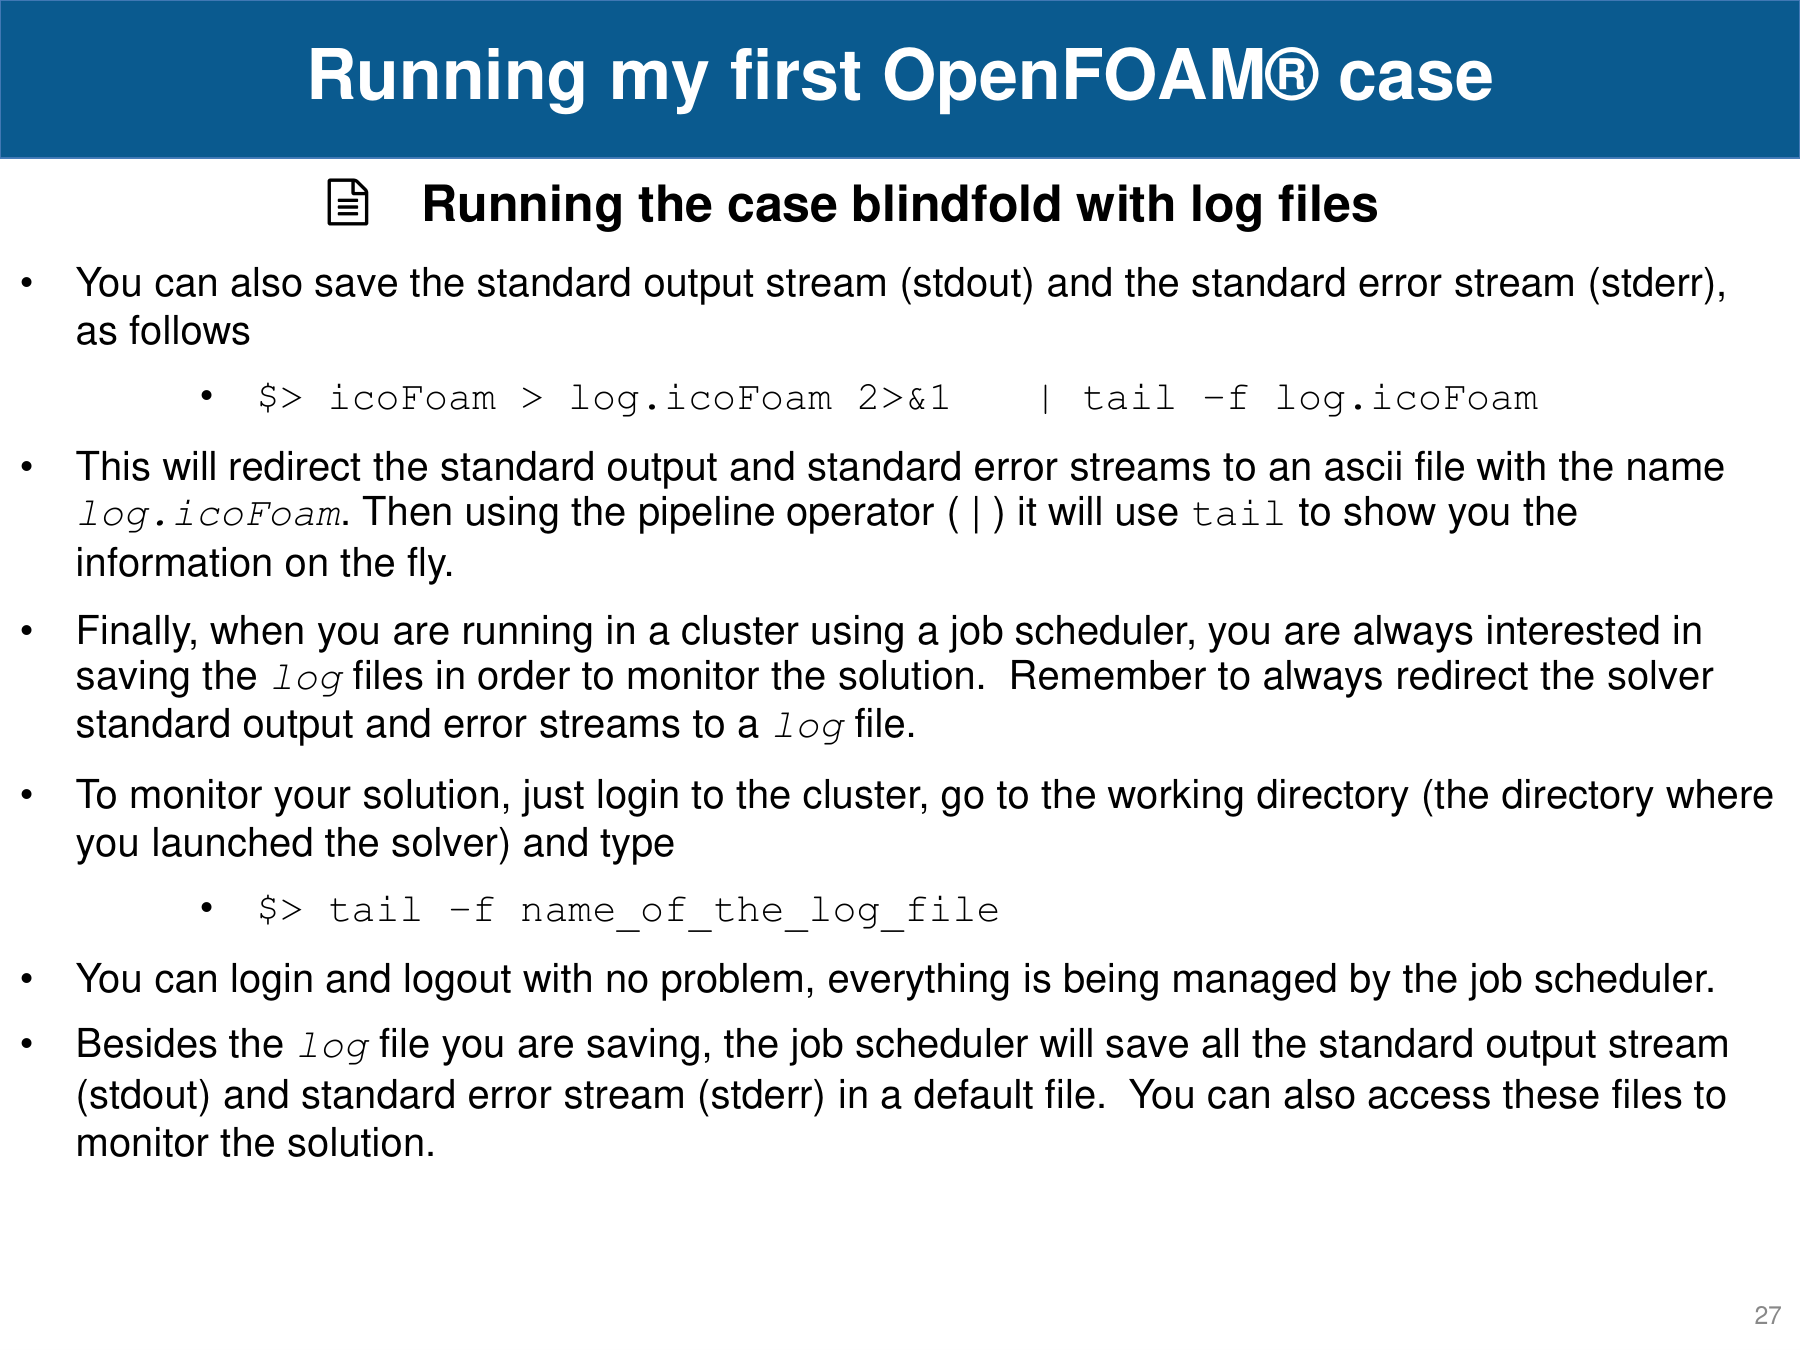 Running my first OpenFOAM® case
Running the case blindfold with log files
• You can also save the standard output stream (stdout) and the standard error stream (stderr),
as follows
• $> icoFoam > log.icoFoam 2>&1 | tail –f log.icoFoam
• This will redirect the standard output and standard error streams to an ascii file with the name
log.icoFoam. Then using the pipeline operator (|) it will use tail to show you the
information on the fly.
• Finally, when you are running in a cluster using a job scheduler, you are always interested in
saving the log files in order to monitor the solution. Remember to always redirect the solver
standard output and error streams to a log file.
• To monitor your solution, just login to the cluster, go to the working directory (the directory where
you launched the solver) and type
• $> tail –f name_of_the_log_file
• You can login and logout with no problem, everything is being managed by the job scheduler.
• Besides the log file you are saving, the job scheduler will save all the standard output stream
(stdout) and standard error stream (stderr) in a default file. You can also access these files to
monitor the solution.
27